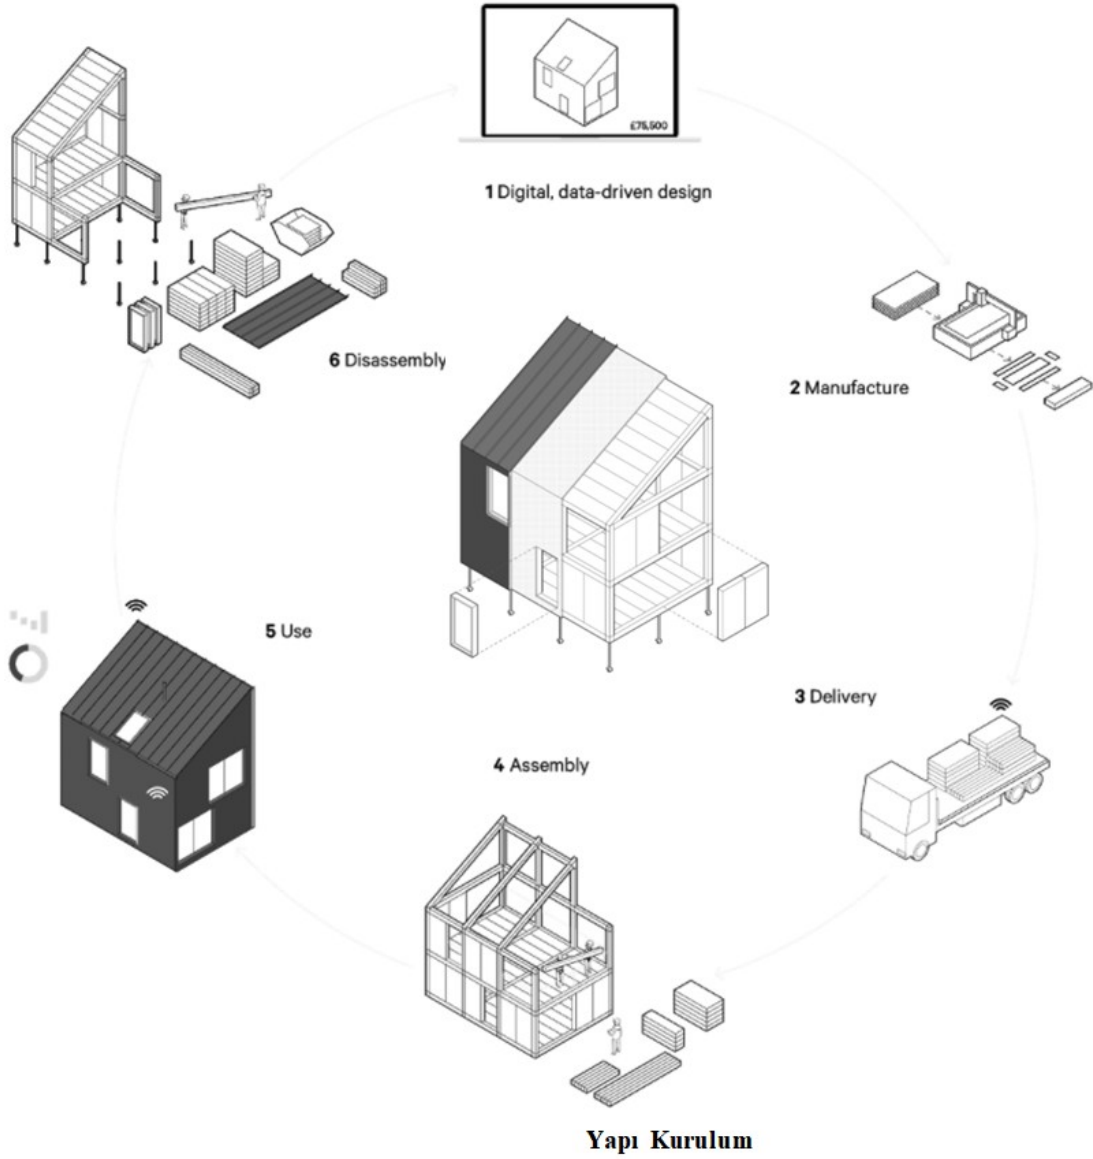 £75,500
1 Digital, data-driven design
2 Manufacture
3 Delivery
4 Assembly
5 Use
6 Disassembly
Yapı Kurulum